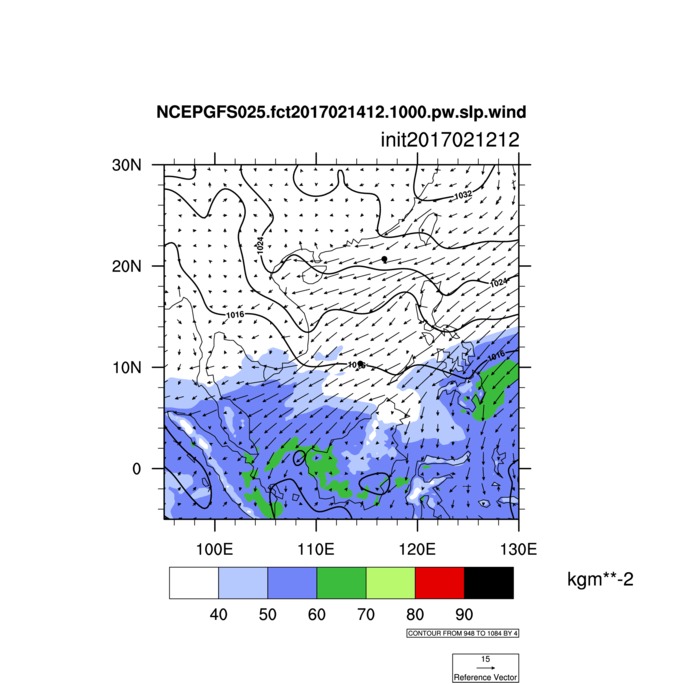 NCEPGFS025.fct2017021412.1000.pw.slp.wind
init2017021212
30N
1032
1024
20N
1024
1016
1016
1016
10N
0
100E 110E 120E 130E
kgm**-2
40 50 60 70 80 90
CONTOUR FROM 948 TO 1084 BY 4
15
Reference Vector